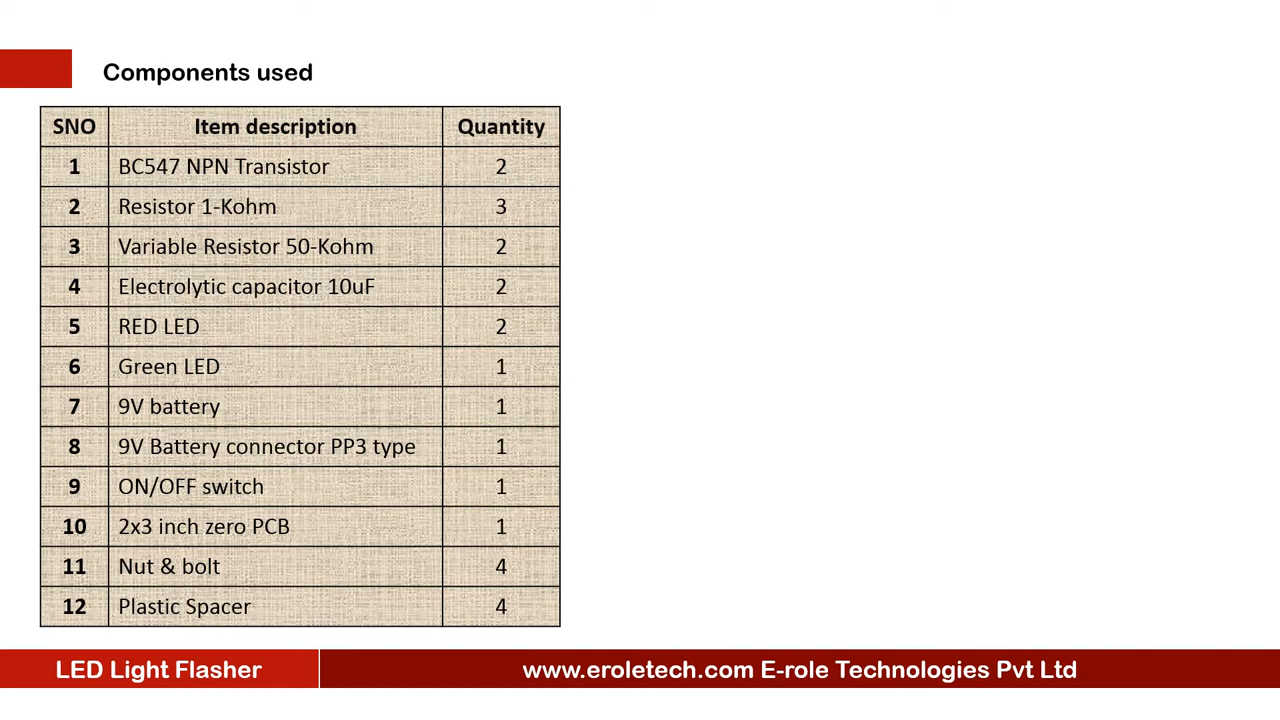 Components used
SNO Item description Quantity
1 BC547 NPN Transistor 2
2 Resistor 1-Kohm 3
3 Variable Resistor 50-Kohm 2
4 Electrolytic capacitor 10uF 2
5 RED LED 2
6 Green LED 1
7 9V battery 1
8 9V Battery connector PP3 type 1
9 ON/OFF switch 1
10 2x3 inch zero PCB 1
11 Nut & bolt 4
12 Plastic Spacer 4
LED Light Flasher www.eroletech.com E-role Technologies Pvt Ltd